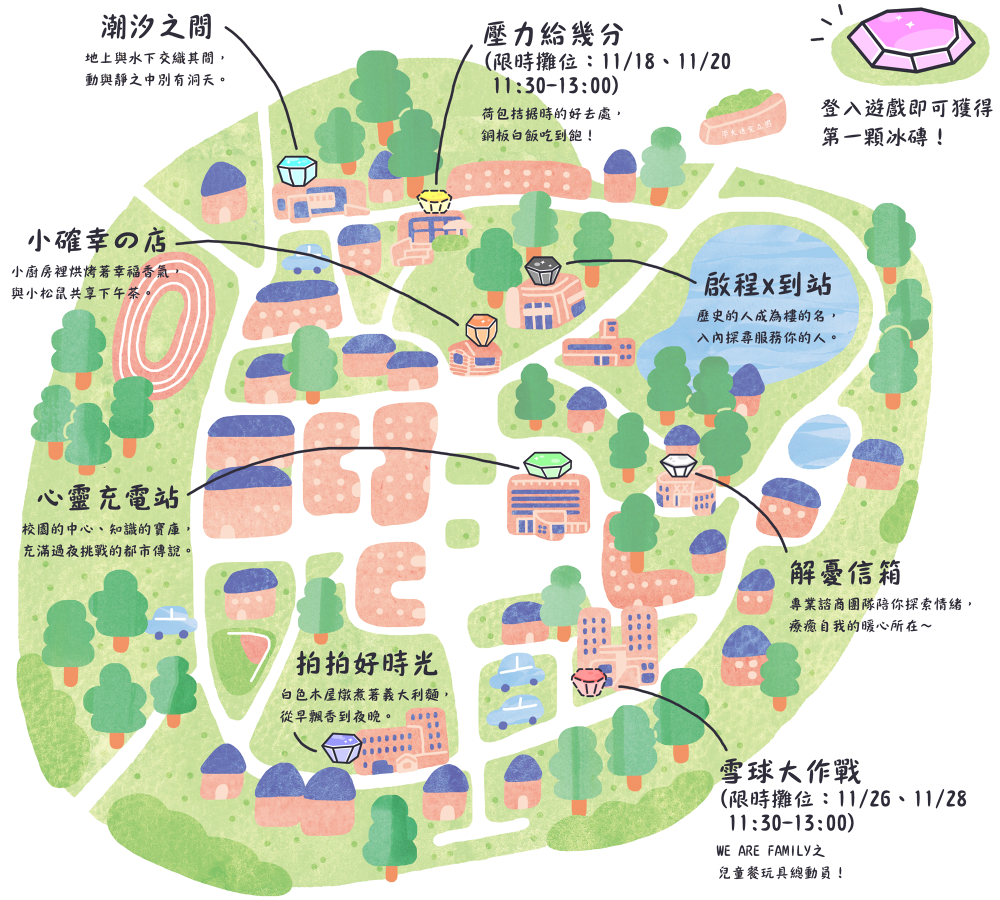 潮汐之間
地上與水下交織其間，
動與靜之中別有洞天。
壓力給幾分
(限時攤位：11/18、11/20
11:30-13:00)
荷包拮据時的好去處，
銅板白飯吃到飽！
登入遊戲即可獲得
第一顆冰磚！
小確幸の店
小廚房裡烘烤著幸福香氣，
與小松鼠共享下午茶。
啟程x到站
歷史的人成為樓的名，
入內探尋服務你的人。
心靈充電站
校園的中心、知識的寶庫，
充滿過夜挑戰的都市傳說。
解憂信箱
專業諮商團隊陪你探索情緒，
療癒自我的暖心所在～
拍拍好時光
白色木屋燉煮著義大利麵，
從早飄香到夜晚。
雪球大作戰
(限時攤位：11/26、11/28
11:30-13:00)
WE ARE FAMILY之
兒童餐玩具總動員！